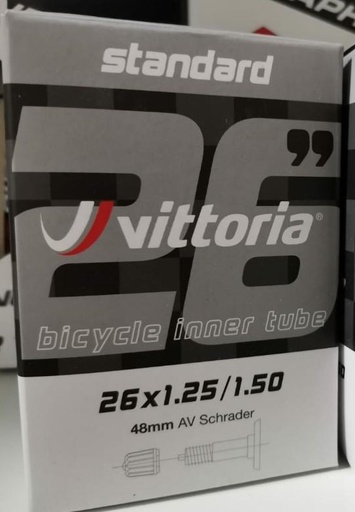 standard
26”
vittoria®
bicycle inner tube
26x1.25/1.50
48mm AV Schrader